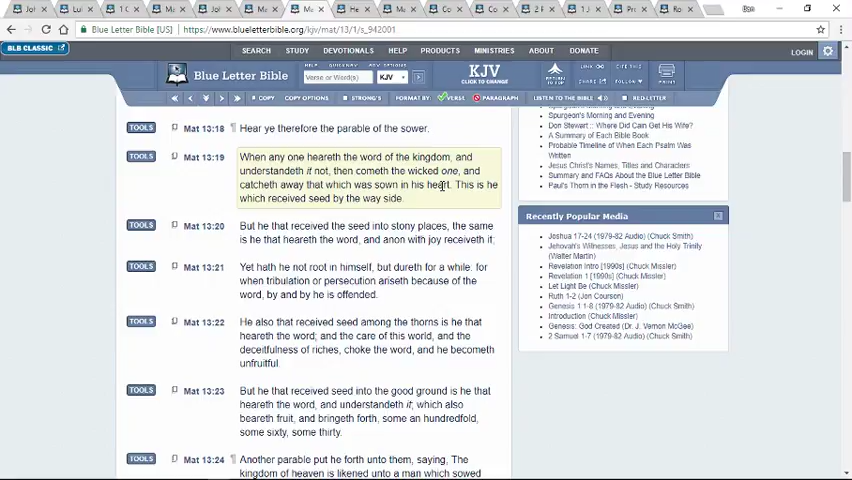 Blue Letter Bible [US] https://www.blueletterbible.org/kjv/mat/13/1/s_942001
BLB CLASSIC
SEARCH STUDY DEVOTIONALS HELP PRODUCTS MINISTRIES ABOUT DONATE
LOGIN
Blue Letter Bible
Verse or Word(s) KJV
KJV
CLICK TO CHANGE
COPY COPY OPTIONS STRONG'S FORMAT BY VERSE PARAGRAPH LISTEN TO THE BIBLE RED-LETTER
TOOLS Mat 13:18 ¶ Hear ye therefore the parable of the sower.
TOOLS Mat 13:19 When any one heareth the word of the kingdom, and
understandeth it not, then cometh the wicked one, and
catcheth away that which was sown in his heart. This is he
which received seed by the way side.
TOOLS Mat 13:20 But he that received the seed into stony places, the same
is he that heareth the word, and anon with joy receiveth it;
TOOLS Mat 13:21 Yet hath he not root in himself, but dureth for a while: for
when tribulation or persecution ariseth because of the
word, by and by he is offended.
TOOLS Mat 13:22 He also that received seed among the thorns is he that
heareth the word; and the care of this world, and the
deceitfulness of riches, choke the word, and he becometh
unfruitful.
TOOLS Mat 13:23 But he that received seed into the good ground is he that
heareth the word, and understandeth it; which also
beareth fruit, and bringeth forth, some an hundredfold,
some sixty, some thirty.
TOOLS Mat 13:24 ¶ Another parable put he forth unto them, saying, The
kingdom of heaven is likened unto a man which sowed
Spurgeon's Morning and Evening
Don Stewart :: Where Did Cain Get His Wife?
A Summary of Each Bible Book
Probable Timeline of When Each Psalm Was
Written
Jesus Christ's Names, Titles and Characters
Summary and FAQs About the Blue Letter Bible
Paul's Thorn in the Flesh - Study Resources
Recently Popular Media
Joshua 17-24 (1979-82 Audio) (Chuck Smith)
Jehovah's Witnesses, Jesus and the Holy Trinity
(Walter Martin)
Revelation Intro [1990s] (Chuck Missler)
Revelation 1 [1990s] (Chuck Missler)
Let Light Be (Chuck Missler)
Ruth 1-2 (Jon Courson)
Genesis 1:1-8 (1979-82 Audio) (Chuck Smith)
Introduction (Chuck Missler)
Genesis: God Created (Dr. J. Vernon McGee)
2 Samuel 1-7 (1979-82 Audio) (Chuck Smith)